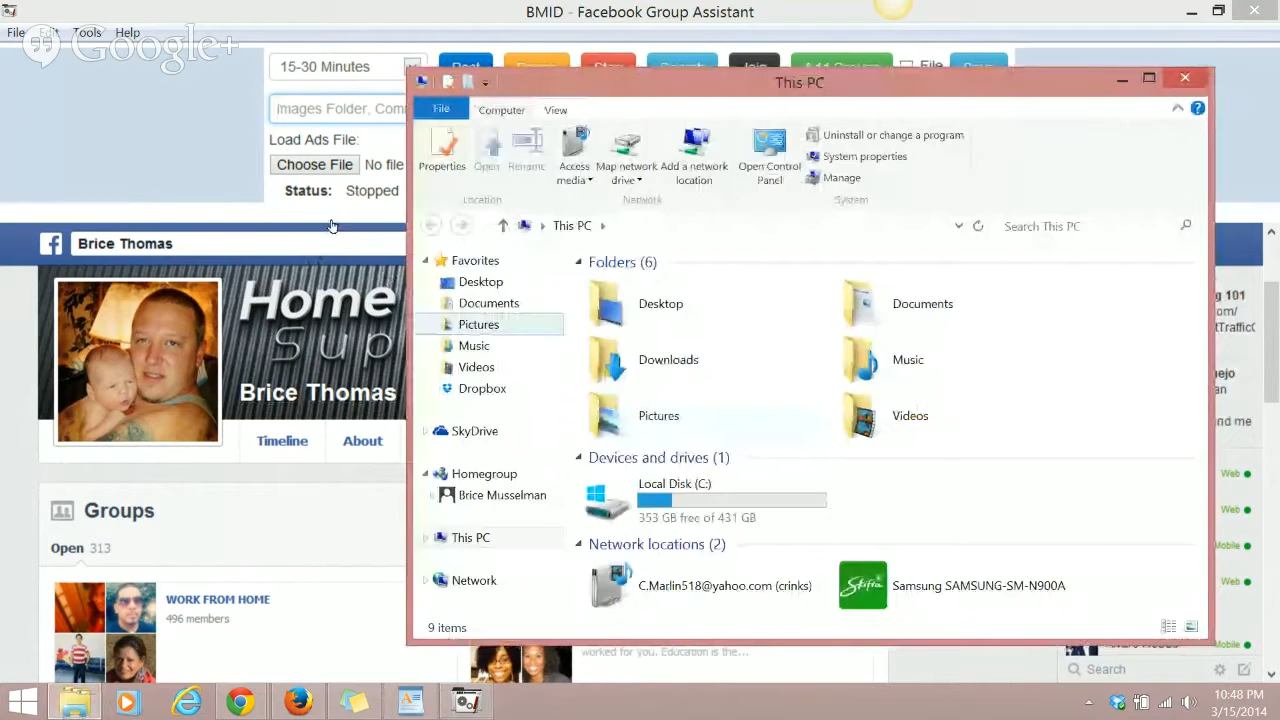 BMID - Facebook Group Assistant
File
Tools
Help
Google+
15-30 Minutes
File
Images Folder, Com
Load Ads File:
Choose File
No file
Status:
Stopped
Brice Thomas
Home
Sup
Brice Thomas
Timeline
About
Groups
Open 313
WORK FROM HOME
496 members
This PC
File
Computer
View
Properties
Open
Rename
Access media
Map network drive
Add a network location
Open Control Panel
Uninstall or change a program
System properties
Manage
Location
Network
System
This PC
Search This PC
Favorites
Desktop
Documents
Pictures
Music
Videos
Dropbox
SkyDrive
Homegroup
Brice Musselman
This PC
Network
Folders (6)
Desktop
Documents
Downloads
Music
Pictures
Videos
Devices and drives (1)
Local Disk (C:)
353 GB free of 431 GB
Network locations (2)
C.Marlin518@yahoo.com (crinks)
Skifta
Samsung SAMSUNG-SM-N900A
9 items
worked for you. Education is the...
g 101
om/
tTraffic
nejo
an
nd me
Web
Web
Mobile
Web
Mobile
Search
10:48 PM
3/15/2014